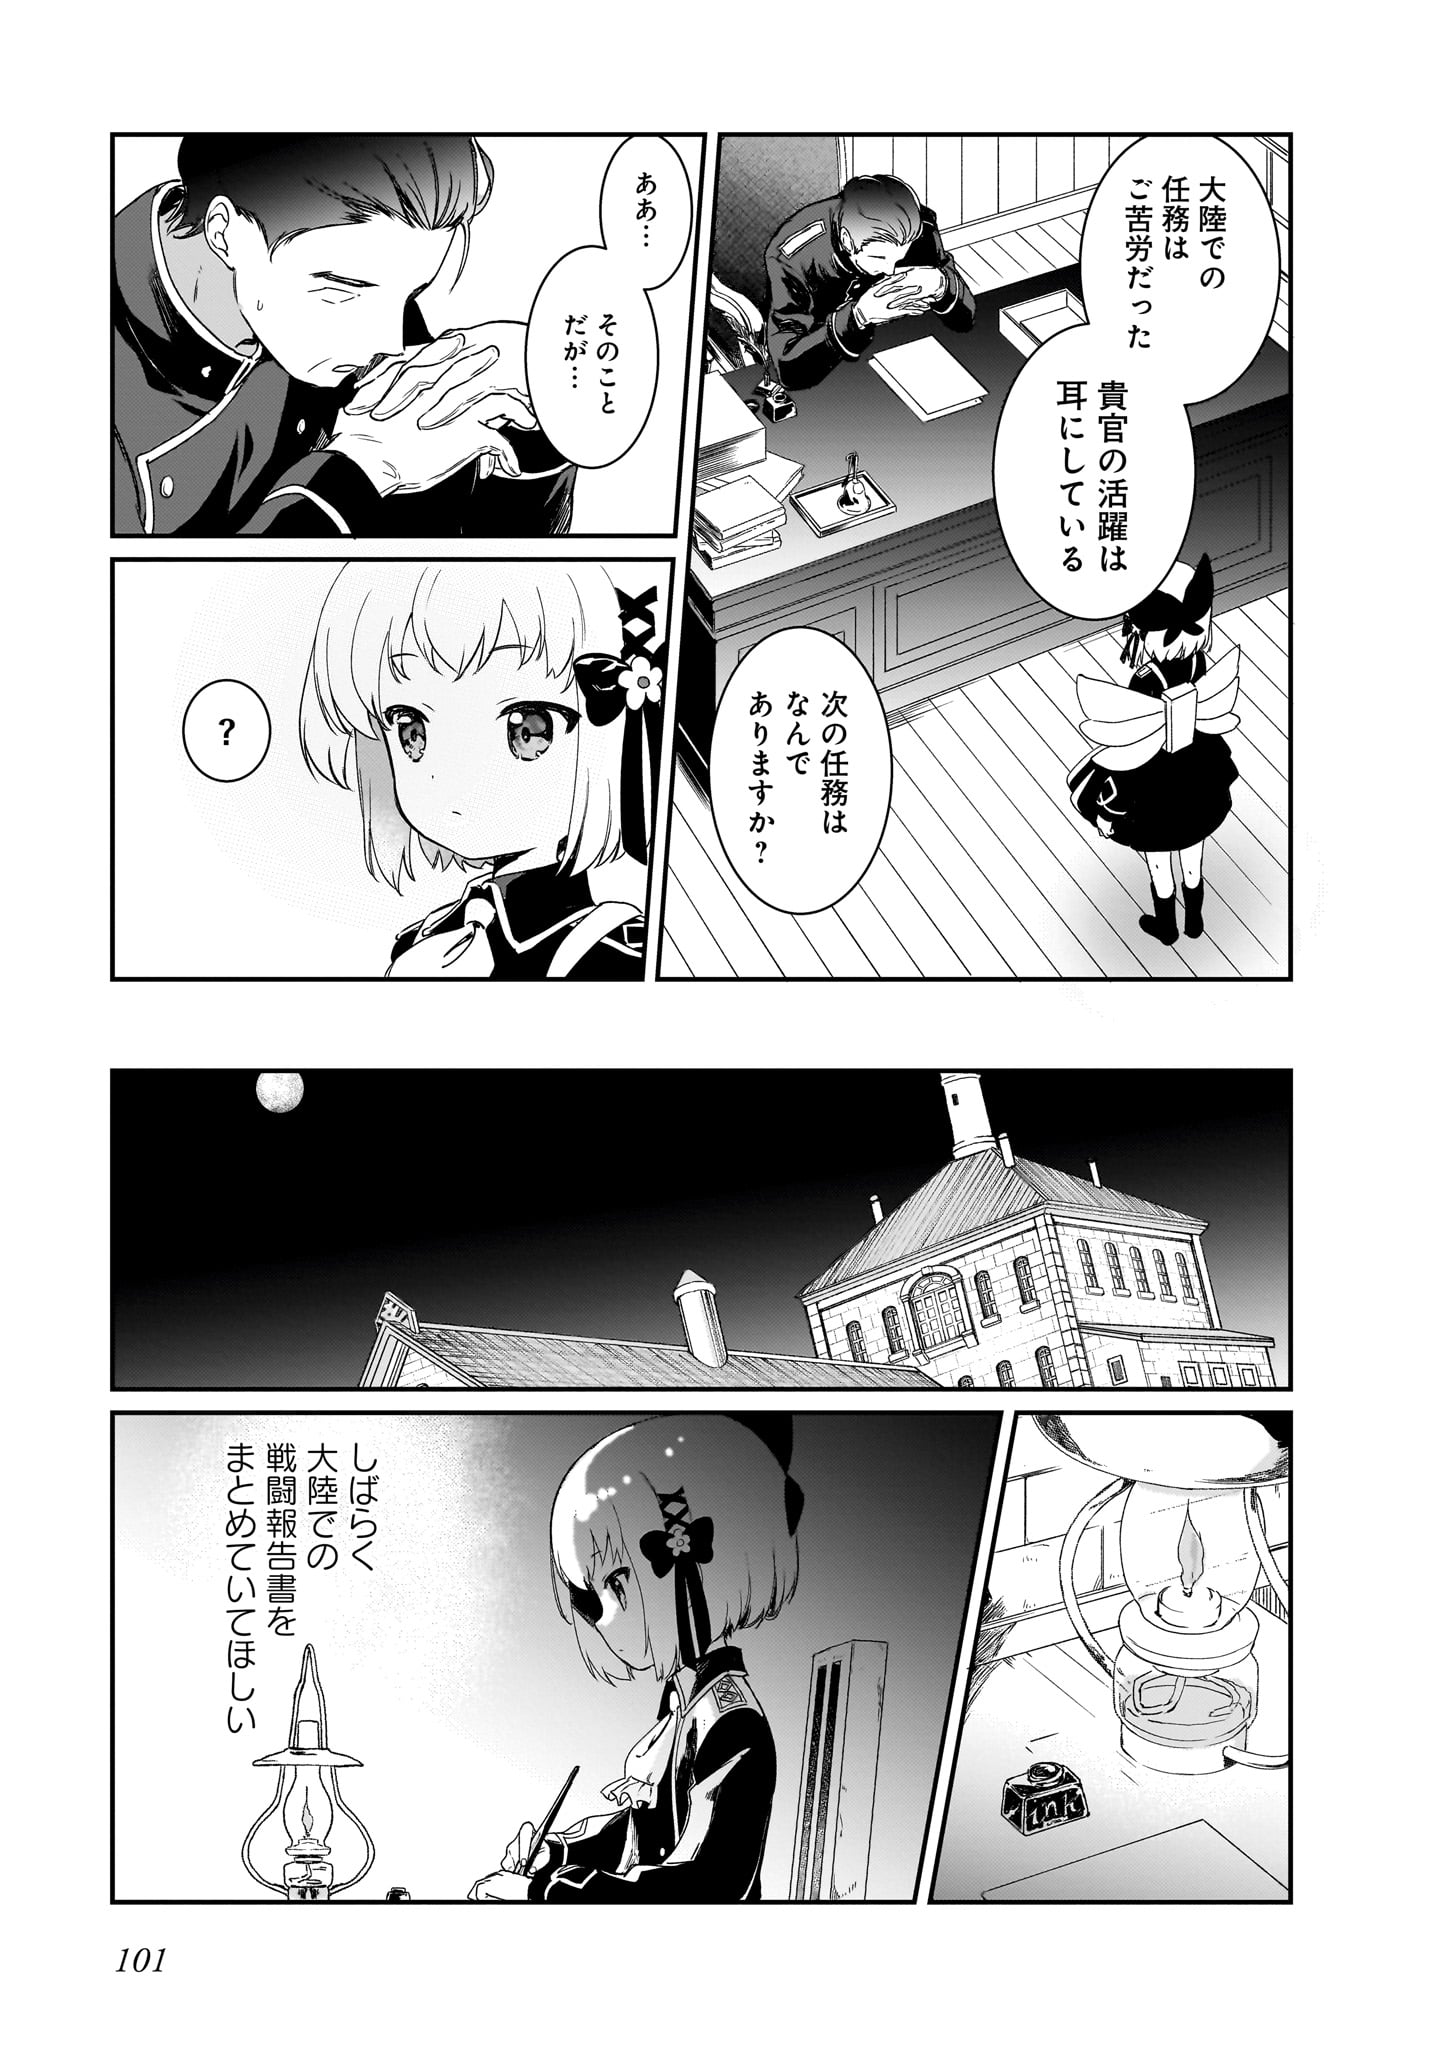 大陸での
任務は
ご苦労だった
貴官の活躍は
耳にしている
次の任務は
なんで
ありますか?
ああ…
そのこと
だが…
?
ink
しばらく
大陸での
戦闘報告書を
まとめていてほしい
101